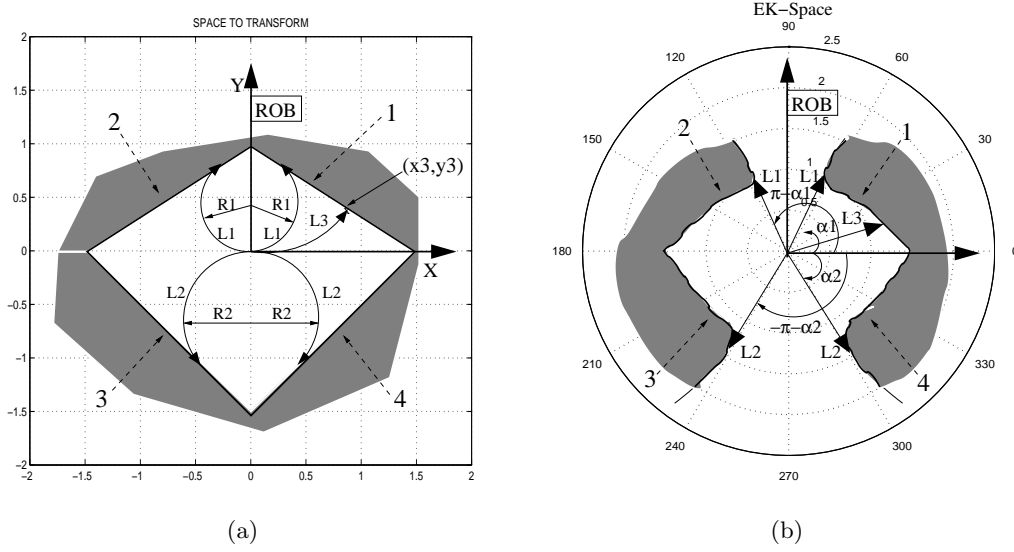 SPACE TO TRANSFORM
2
1.5
1
0.5
0
−0.5
−1
−1.5
−2
−2
−1.5
−1
−0.5
0
0.5
1
1.5
2
Y
X
ROB
2
1
(x3,y3)
R1
R1
L1
L1
L3
L2
L2
R2
R2
3
4
(a)
EK−Space
90
2.5
120
60
2
ROB
1.5
150
30
2
1
1
L1
L1
π−α1
0.5
L3
α1
180
0
α2
−π−α2
L2
L2
210
330
3
4
240
300
270
(b)